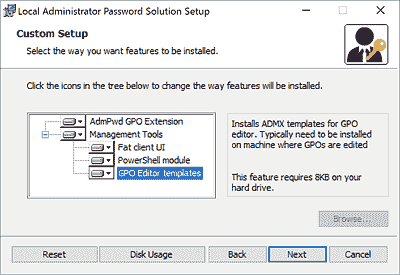 Local Administrator Password Solution Setup
Custom Setup
Select the way you want features to be installed.
Click the icons in the tree below to change the way features will be installed.
AdmPwd GPO Extension
Management Tools
Fat client UI
PowerShell module
GPO Editor templates
Installs ADMX templates for GPO
editor. Typically need to be installed
on machine where GPOs are edited
This feature requires 8KB on your
hard drive.
Browse...
Reset
Disk Usage
Back
Next
Cancel